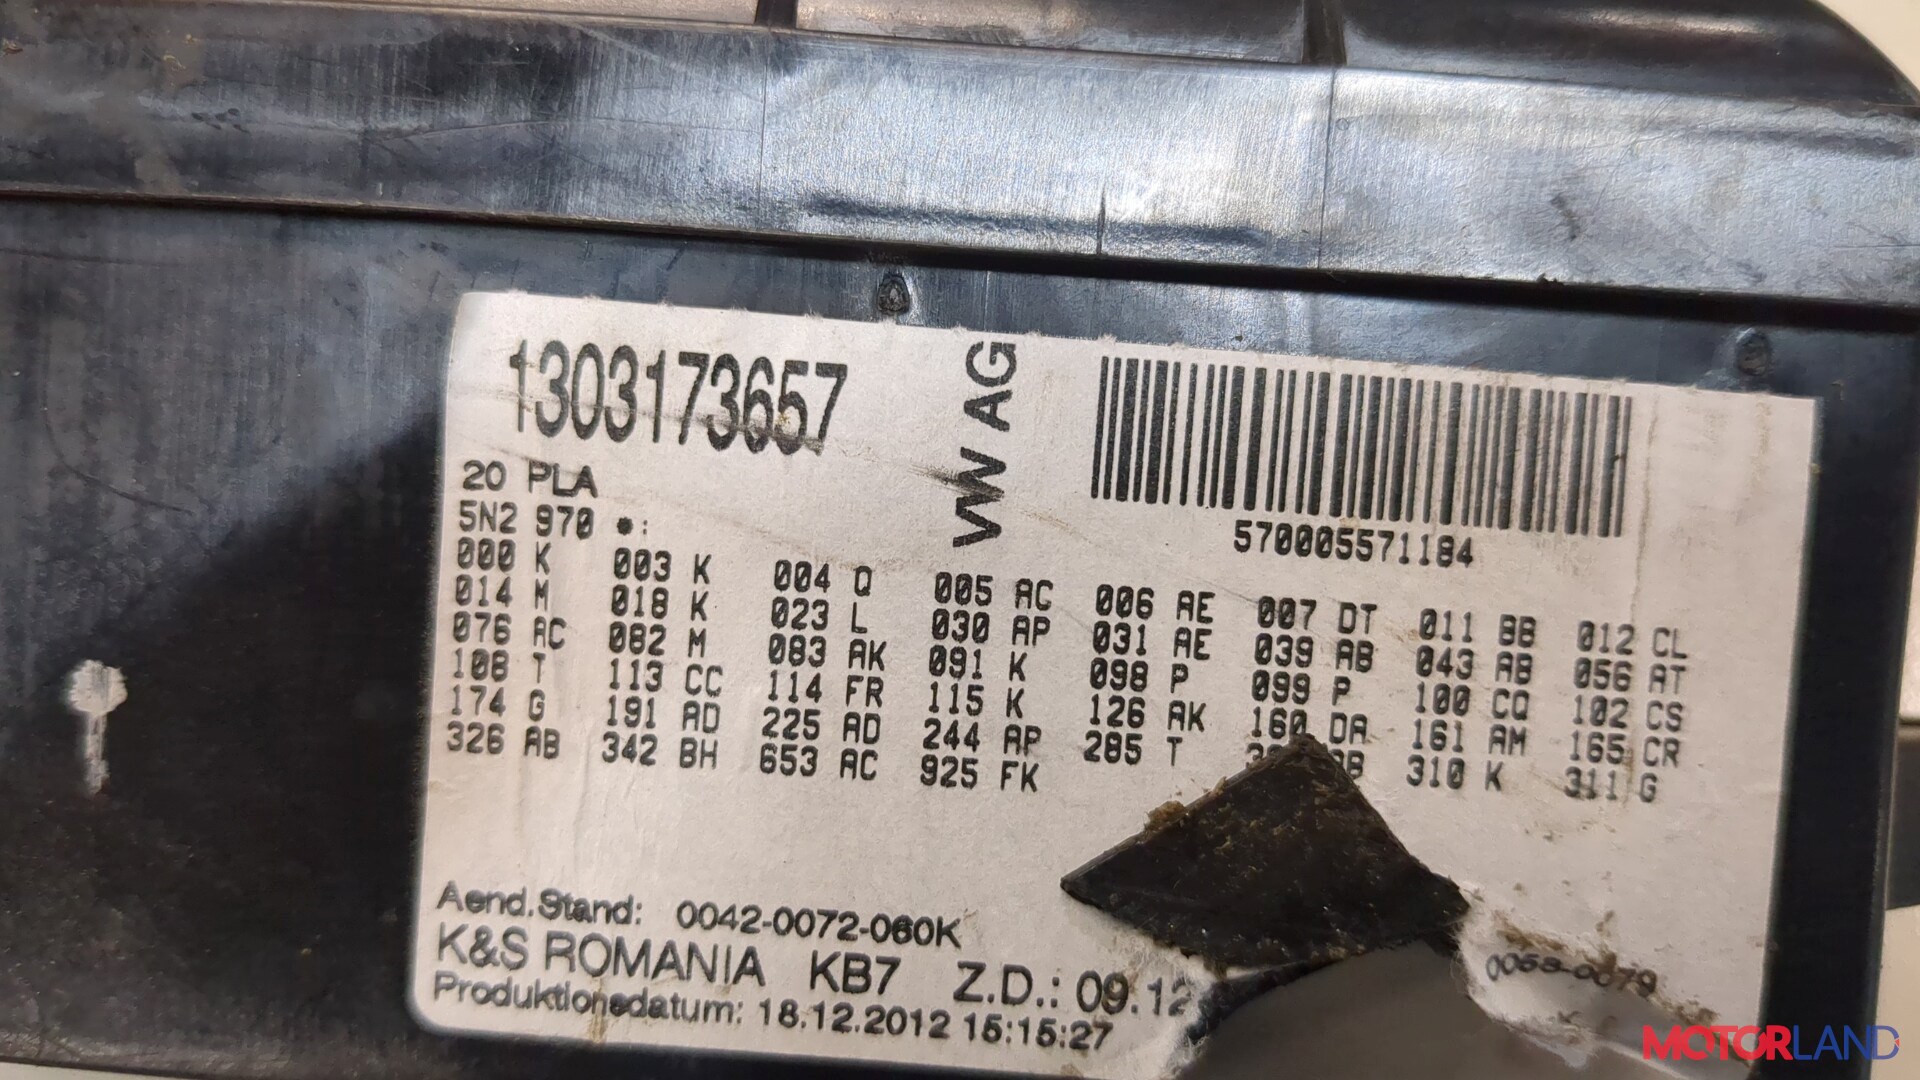 1303173657
VW AG
570005571184
20 PLA
5N2 970 *:
000 K 003 K 004 Q 005 AC 006 AE 007 DT 011 BB 012 CL
014 M 018 K 023 L 030 AP 031 AE 039 AB 043 AB 056 AT
076 AC 082 M 083 AK 091 K 098 P 099 P 100 CQ 102 CS
108 T 113 CC 114 FR 115 K 126 AK 160 DA 161 AM 165 CR
174 G 191 AD 225 AD 244 AP 285 T 310 K 311 G
326 AB 342 BH 653 AC 925 FK
Aend.Stand: 0042-0072-060K
0058-0079
K&S ROMANIA KB7 Z.D.: 09.12
Produktionsdatum: 18.12.2012 15:15:27
MOTORLAND